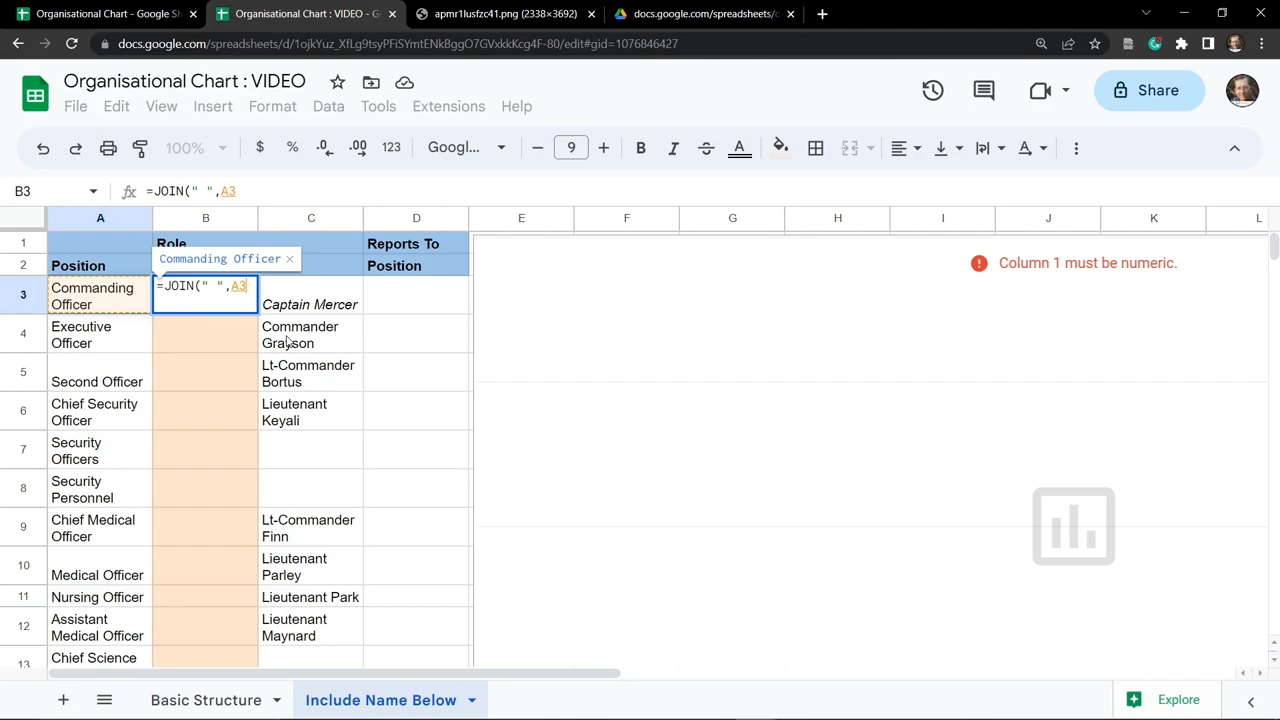 Organisational Chart - Google Sh
Organisational Chart : VIDEO - Go
apmr1lusfzc41.png (2338×3692)
docs.google.com/spreadsheets/d
docs.google.com/spreadsheets/d/1ojkYuz_XfLg9tsyPFiSYmtENkBggO7GVxkkKcg4F-80/edit#gid=1076846427
Organisational Chart : VIDEO
Share
File Edit View Insert Format Data Tools Extensions Help
100% $ % .0 .00 123 Googl... − 9 + B I A
B3 fx =JOIN(" ",A3
A B C D E F G H I J K L
1 Role Reports To
Commanding Officer ×
2 Position Position
Column 1 must be numeric.
3 Commanding Officer =JOIN(" ",A3 Captain Mercer
4 Executive Officer Commander Grayson
5 Second Officer Lt-Commander Bortus
6 Chief Security Officer Lieutenant Keyali
7 Security Officers
8 Security Personnel
9 Chief Medical Officer Lt-Commander Finn
10 Medical Officer Lieutenant Parley
11 Nursing Officer Lieutenant Park
12 Assistant Medical Officer Lieutenant Maynard
13 Chief Science
Basic Structure Include Name Below Explore